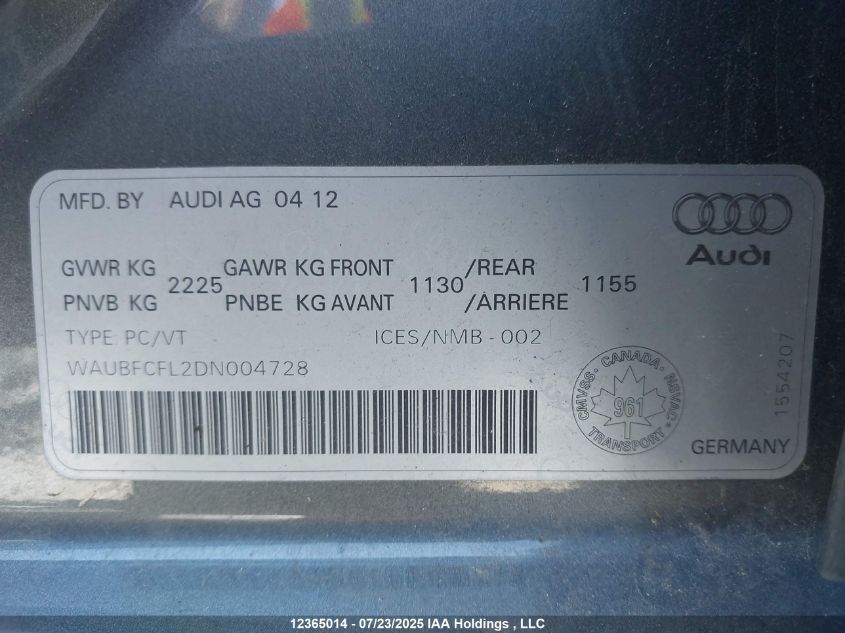 MFD. BY AUDI AG 04 12
Audi
GVWR KG 2225 GAWR KG FRONT 1130 /REAR 1155
PNVB KG PNBE KG AVANT /ARRIERE
TYPE: PC/VT ICES/NMB - 002
WAUBFCFL2DN004728
CMVSS. CANADA NSVAC
961
TRANSPORT
1554207
GERMANY
12365014 - 07/23/2025 IAA Holdings , LLC